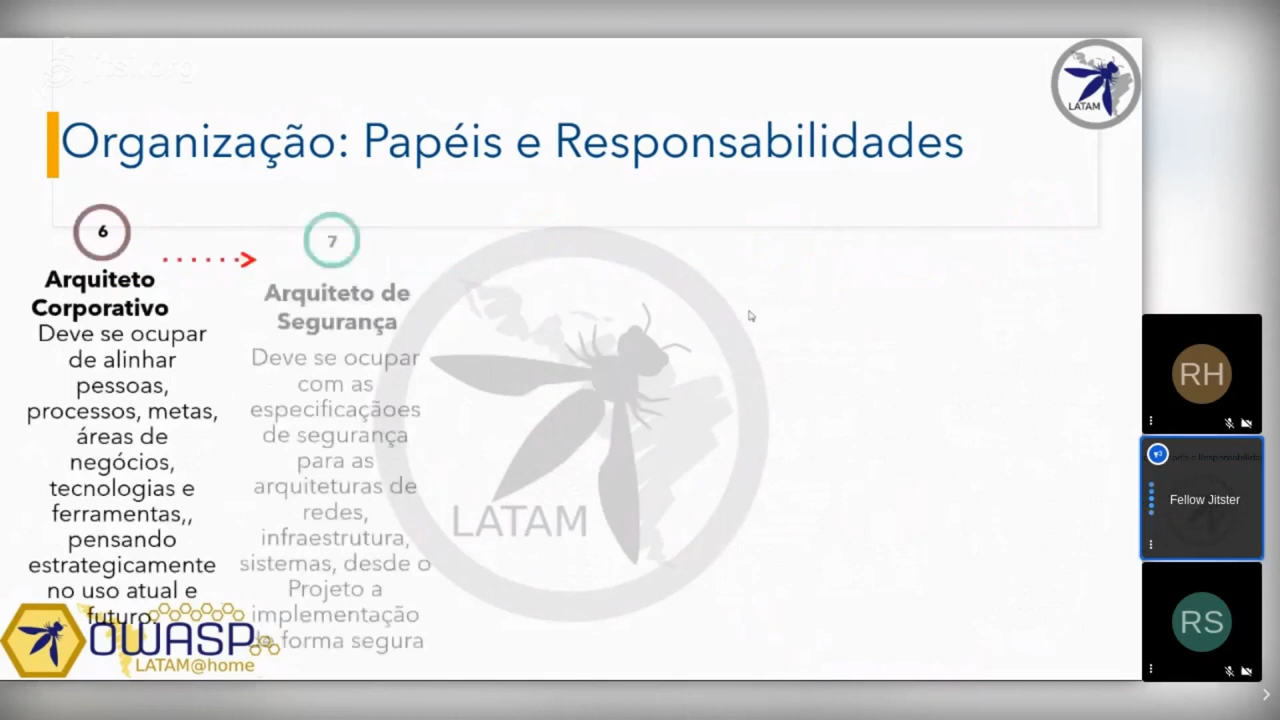 jitsi.org
LATAM
Organização: Papéis e Responsabilidades
6
Arquiteto
Corporativo
Deve se ocupar
de alinhar
pessoas,
processos, metas,
áreas de
negócios,
tecnologias e
ferramentas,,
pensando
estrategicamente
no uso atual e
futuro.
7
Arquiteto de
Segurança
Deve se ocupar
com as
especificaçãoes
de segurança
para as
arquiteturas de
redes,
infraestrutura,
sistemas, desde o
Projeto a
implementação
forma segura
LATAM
OWASP
LATAM@home
RH
Fellow Jitster
RS